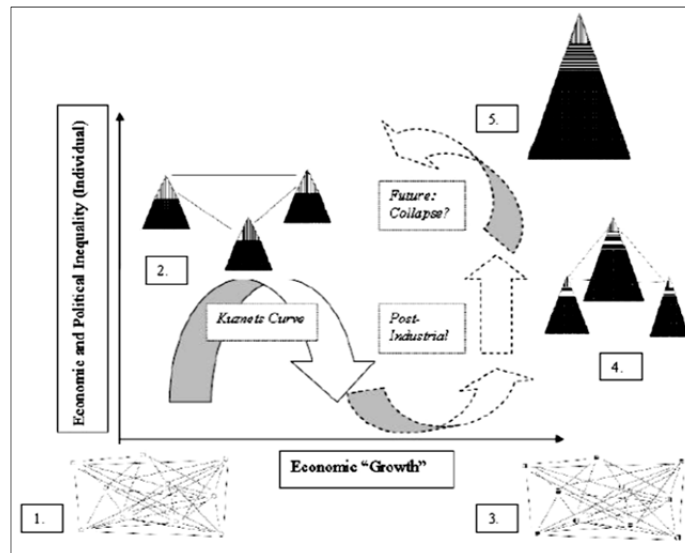 5.
Economic and Political Inequality (Individual)
Future:
Collapse?
2.
Kuznets Curve
Post-
Industrial
4.
Economic "Growth"
1.
3.